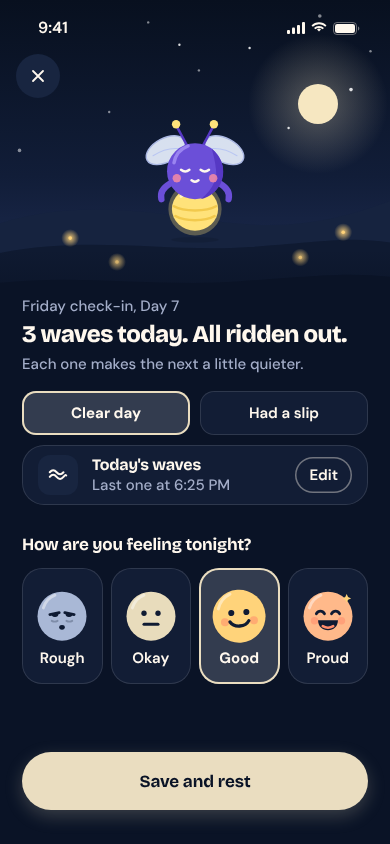 9:41
Friday check-in, Day 7
3 waves today. All ridden out.
Each one makes the next a little quieter.
Clear day
Had a slip
Today's waves
Last one at 6:25 PM
Edit
How are you feeling tonight?
Rough
Okay
Good
Proud
Save and rest